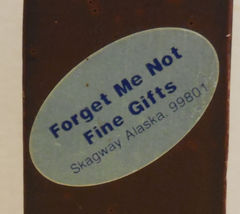 Forget Me Not
Fine Gifts
Skagway Alaska. 99801